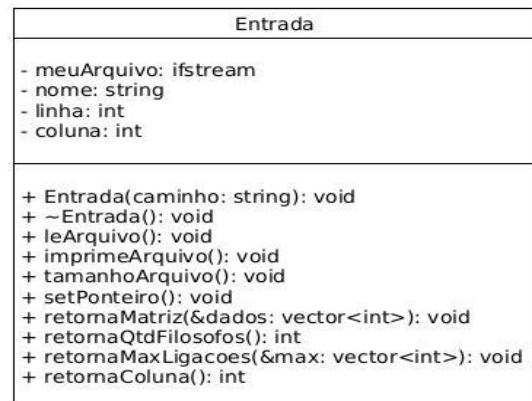 Entrada
- meuArquivo: ifstream
- nome: string
- linha: int
- coluna: int
+ Entrada(caminho: string): void
+ ~Entrada(): void
+ leArquivo(): void
+ imprimeArquivo(): void
+ tamanhoArquivo(): void
+ setPonteiro(): void
+ retornaMatriz(&dados: vector<int>): void
+ retornaQtdFilosofos(): int
+ retornaMaxLigacoes(&max: vector<int>): void
+ retornaColuna(): int